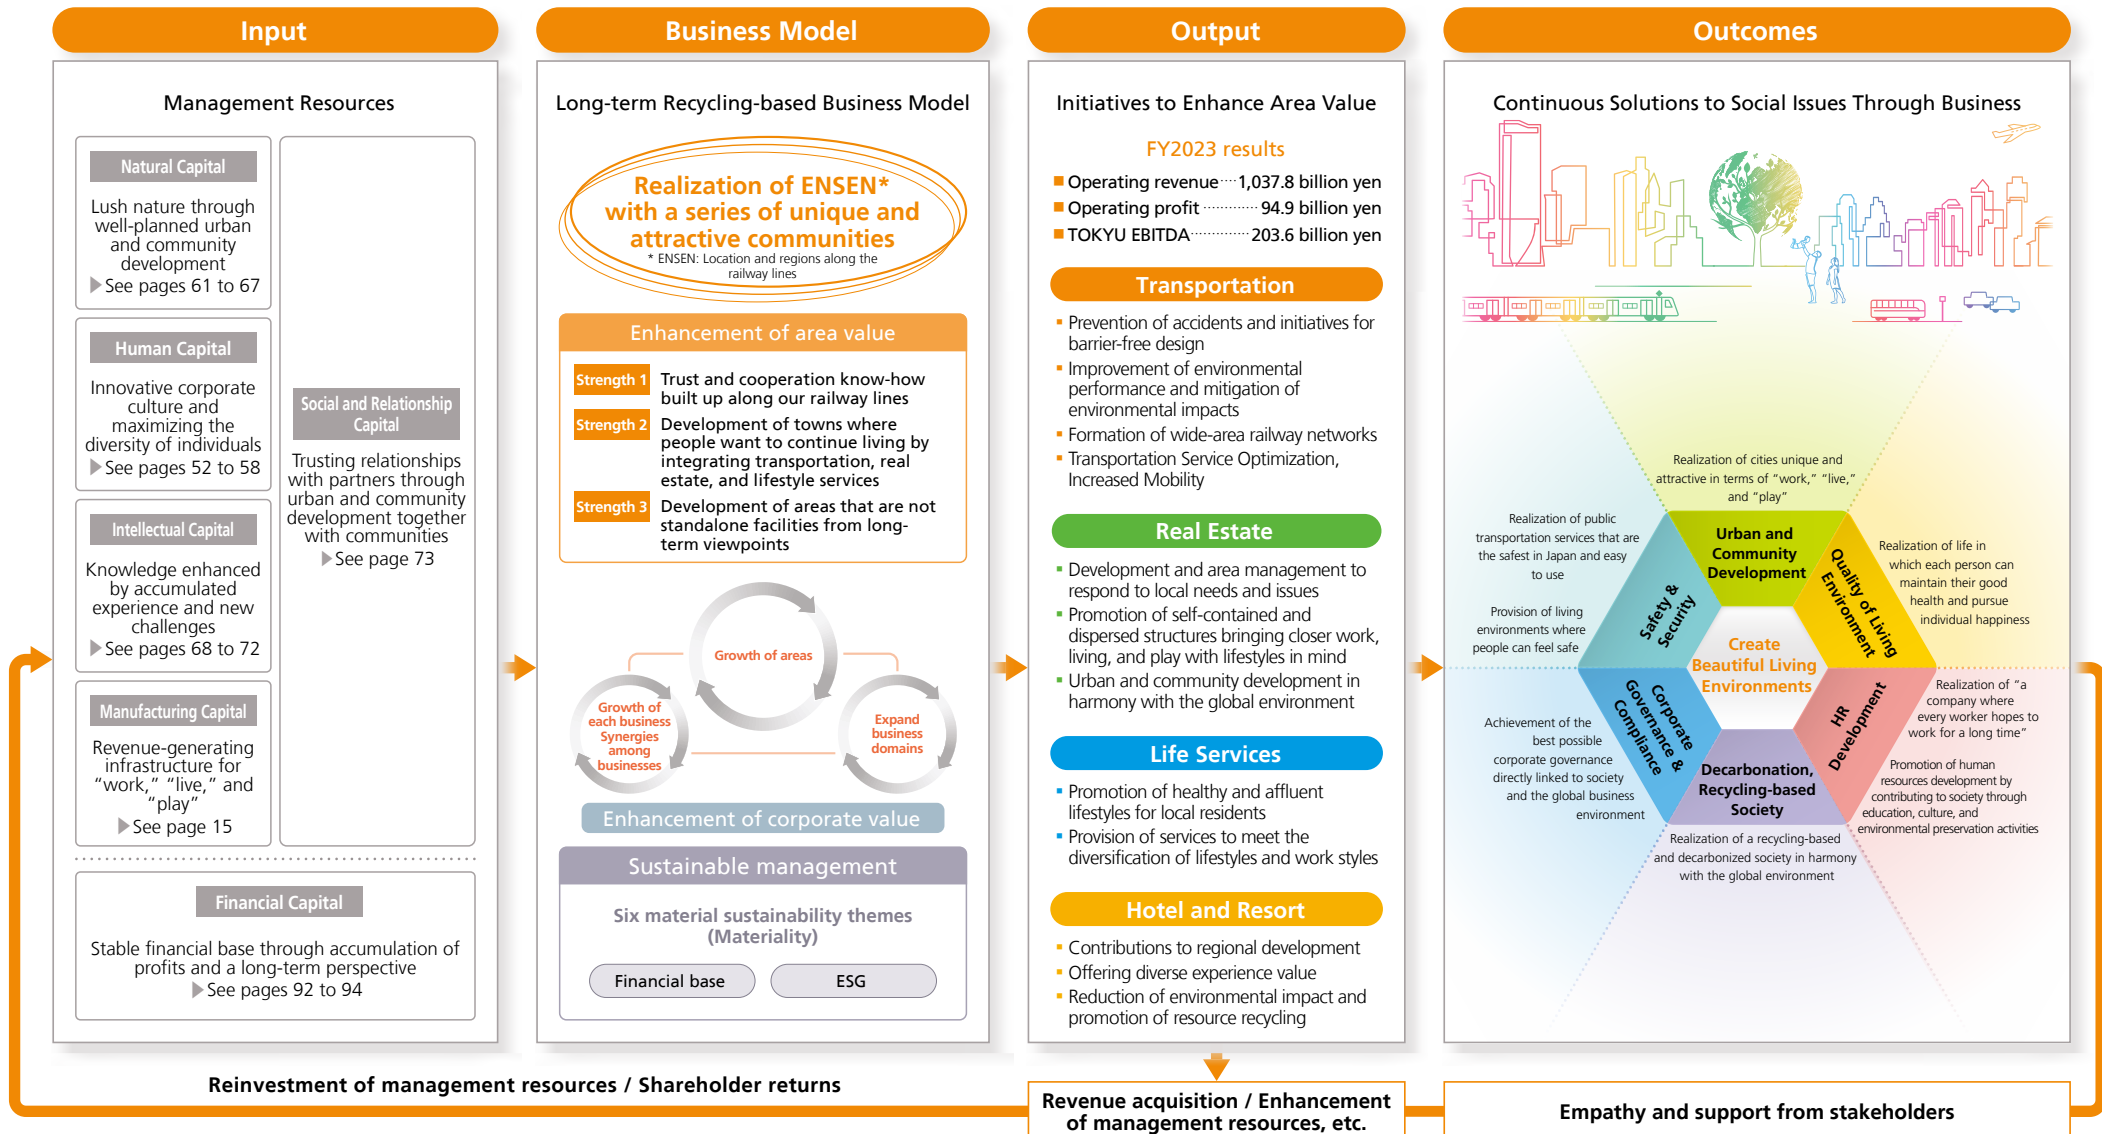 Input
Management Resources
Natural Capital
Lush nature through
well-planned urban
and community
development
See pages 61 to 67
Human Capital
Innovative corporate
culture and
maximizing the
diversity of individuals
See pages 52 to 58
Intellectual Capital
Knowledge enhanced
by accumulated
experience and new
challenges
See pages 68 to 72
Manufacturing Capital
Revenue-generating
infrastructure for
“work,” “live,” and
“play”
See page 15
Social and Relationship
Capital
Trusting relationships
with partners through
urban and community
development together
with communities
See page 73
Financial Capital
Stable financial base through accumulation of
profits and a long-term perspective
See pages 92 to 94
Business Model
Long-term Recycling-based Business Model
Realization of ENSEN*
with a series of unique and
attractive communities
* ENSEN: Location and regions along the
railway lines
Enhancement of area value
Strength 1 Trust and cooperation know-how
built up along our railway lines
Strength 2 Development of towns where
people want to continue living by
integrating transportation, real
estate, and lifestyle services
Strength 3 Development of areas that are not
standalone facilities from long-
term viewpoints
Growth of areas
Growth of
each business
Synergies
among
businesses
Expand
business
domains
Enhancement of corporate value
Sustainable management
Six material sustainability themes
(Materiality)
Financial base
ESG
Output
Initiatives to Enhance Area Value
FY2023 results
■ Operating revenue····1,037.8 billion yen
■ Operating profit ············· 94.9 billion yen
■ TOKYU EBITDA·············· 203.6 billion yen
Transportation
▪ Prevention of accidents and initiatives for
barrier-free design
▪ Improvement of environmental
performance and mitigation of
environmental impacts
▪ Formation of wide-area railway networks
▪ Transportation Service Optimization,
Increased Mobility
Real Estate
▪ Development and area management to
respond to local needs and issues
▪ Promotion of self-contained and
dispersed structures bringing closer work,
living, and play with lifestyles in mind
▪ Urban and community development in
harmony with the global environment
Life Services
▪ Promotion of healthy and affluent
lifestyles for local residents
▪ Provision of services to meet the
diversification of lifestyles and work styles
Hotel and Resort
▪ Contributions to regional development
▪ Offering diverse experience value
▪ Reduction of environmental impact and
promotion of resource recycling
Outcomes
Continuous Solutions to Social Issues Through Business
Realization of cities unique and
attractive in terms of “work,” “live,”
and “play”
Urban and
Community
Development
Realization of public
transportation services that are
the safest in Japan and easy
to use
Provision of living
environments where
people can feel safe
Safety &
Security
Quality of Living
Environment
Realization of life in
which each person can
maintain their good
health and pursue
individual happiness
Create
Beautiful Living
Environments
Achievement of the
best possible
corporate governance
directly linked to society
and the global business
environment
Corporate
Governance &
Compliance
HR
Development
Realization of “a
company where
every worker hopes to
work for a long time”
Promotion of human
resources development by
contributing to society through
education, culture, and
environmental preservation activities
Decarbonation,
Recycling-based
Society
Realization of a recycling-based
and decarbonized society in harmony
with the global environment
Reinvestment of management resources / Shareholder returns
Revenue acquisition / Enhancement
of management resources, etc.
Empathy and support from stakeholders